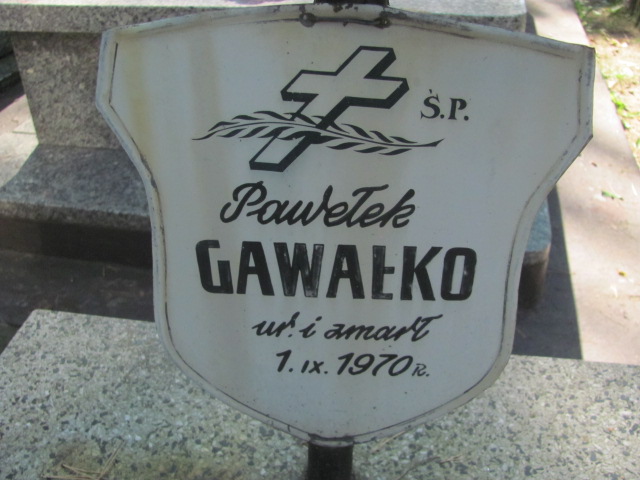 Ś.P.
Pawełek
GAWAŁKO
ur. i zmarł
1. IX. 1970 R.